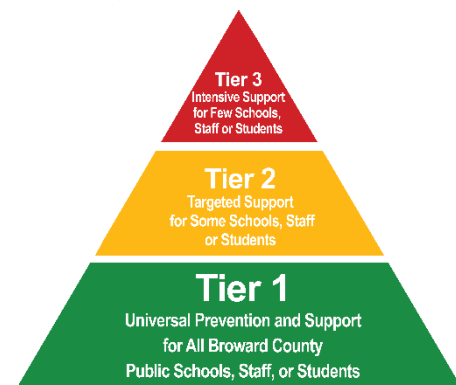 Tier 3
Intensive Support
for Few Schools,
Staff or Students
Tier 2
Targeted Support
for Some Schools, Staff
or Students
Tier 1
Universal Prevention and Support
for All Broward County
Public Schools, Staff, or Students